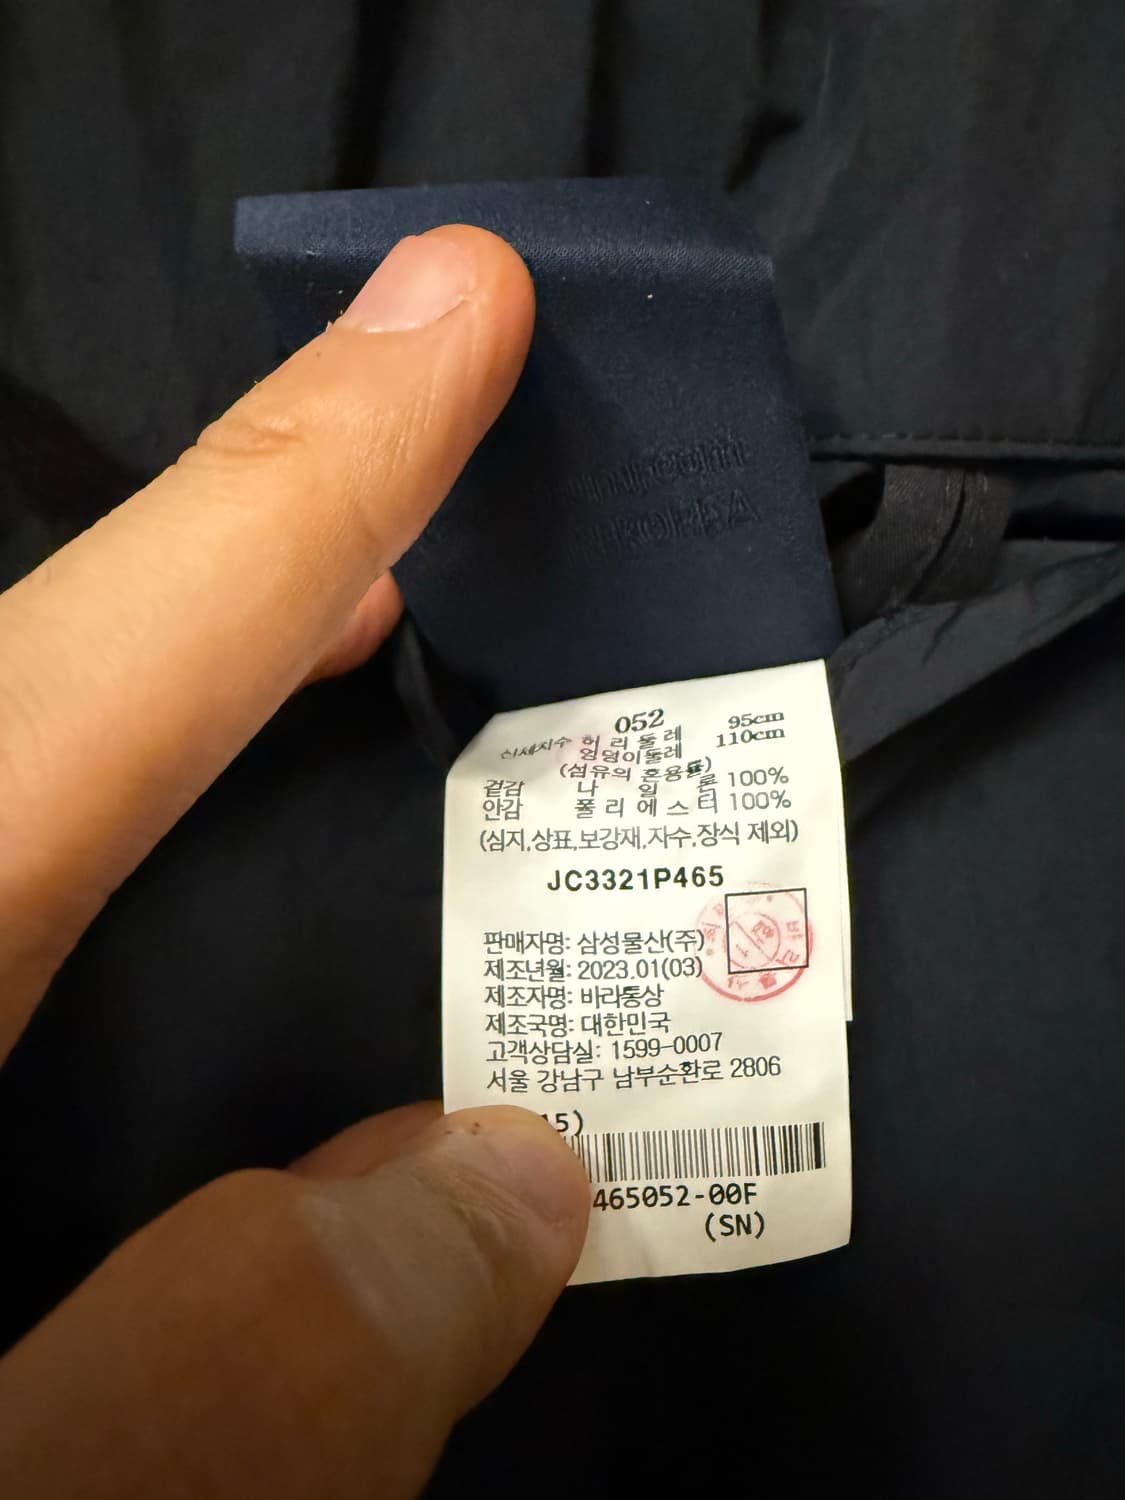 052
신체치수 허리둘레 95cm
엉덩이둘레 110cm
(섬유의 혼용률)
겉감 나 일 론 100%
안감 폴리에스터 100%
(심지,상표,보강재,자수,장식 제외)
JC3321P465
판매자명: 삼성물산(주)
제조년월: 2023.01(03)
제조자명: 바라통상
제조국명: 대한민국
고객상담실: 1599-0007
서울 강남구 남부순환로 2806
15)
465052-00F
(SN)